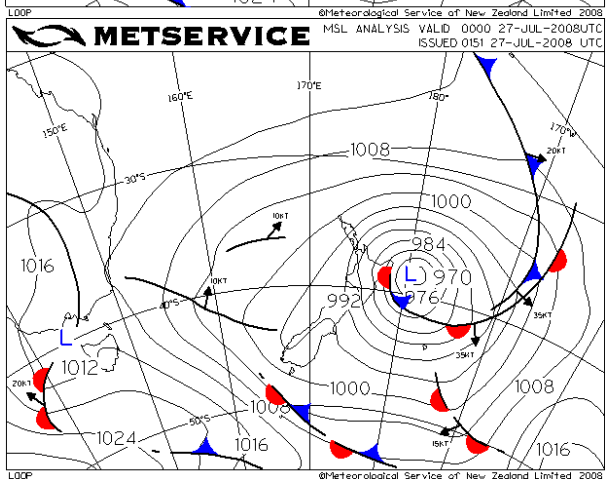 LOOP ©Meteorological Service of New Zealand Limited 2008
METSERVICE MSL ANALYSIS VALID 0000 27-JUL-2008UTC
ISSUED 0151 27-JUL-2008 UTC
170°E
160°E 180°
150°E 170°W
1008 20KT
30°S
1000
10KT 984
1016 L 970
10KT 976
992
40°S 35KT
L
35KT
1012
20KT 1000 1008
1008
50°S
1024 1016 15KT 1016
LOOP ©Meteorological Service of New Zealand Limited 2008